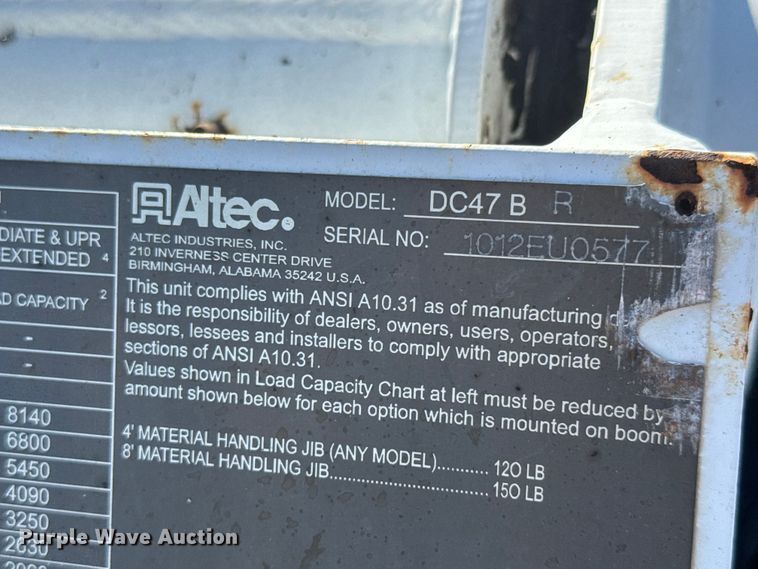 DIATE & UPR
EXTENDED 4
AD CAPACITY 2
-
-
8140
6800
5450
4090
3250
2630
Altec
ALTEC INDUSTRIES, INC.
210 INVERNESS CENTER DRIVE
BIRMINGHAM, ALABAMA 35242 U.S.A.
MODEL: DC47 B R
SERIAL NO: 1012EU0577
This unit complies with ANSI A10.31 as of manufacturing
It is the responsibility of dealers, owners, users, operators,
lessors, lessees and installers to comply with appropriate
sections of ANSI A10.31.
Values shown in Load Capacity Chart at left must be reduced by
amount shown below for each option which is mounted on boom.
4' MATERIAL HANDLING JIB (ANY MODEL).......... 120 LB
8' MATERIAL HANDLING JIB.................................. 150 LB
Purple Wave Auction